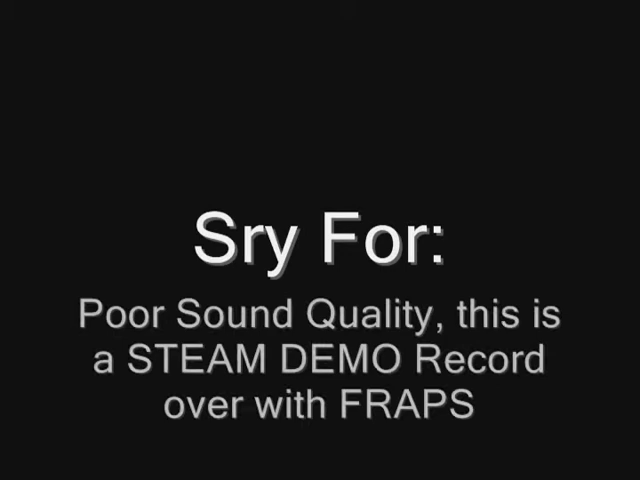 Sry For:
Poor Sound Quality, this is
a STEAM DEMO Record
over with FRAPS